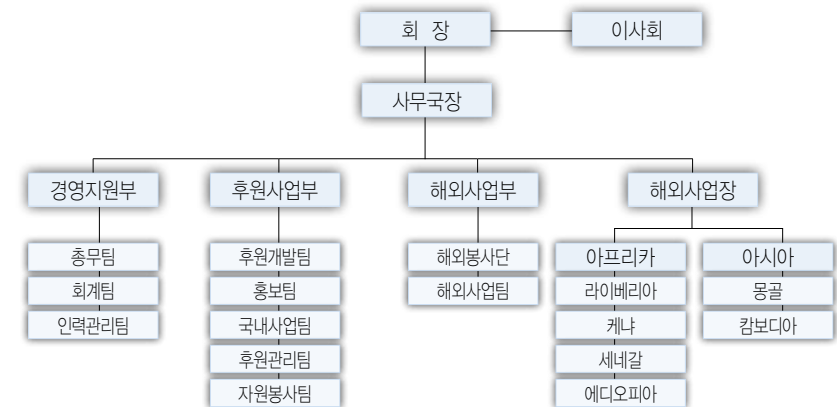 회 장 이사회
사무국장
경영지원부 후원사업부 해외사업부 해외사업장
총무팀 후원개발팀 해외봉사단 아프리카 아시아
회계팀 홍보팀 해외사업팀 라이베리아 몽골
인력관리팀 국내사업팀 케냐 캄보디아
후원관리팀 세네갈
자원봉사팀 에디오피아